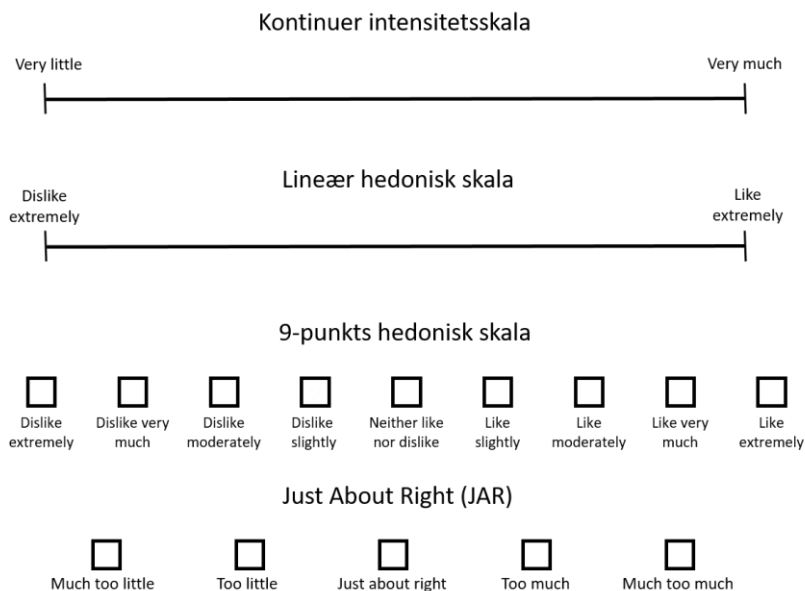 Kontinuer intensitetsskala
Very little
Very much
Lineær hedonisk skala
Dislike
extremely
Like
extremely
9-punkts hedonisk skala
Dislike
extremely
Dislike very
much
Dislike
moderately
Dislike
slightly
Neither like
nor dislike
Like
slightly
Like
moderately
Like very
much
Like
extremely
Just About Right (JAR)
Much too little
Too little
Just about right
Too much
Much too much